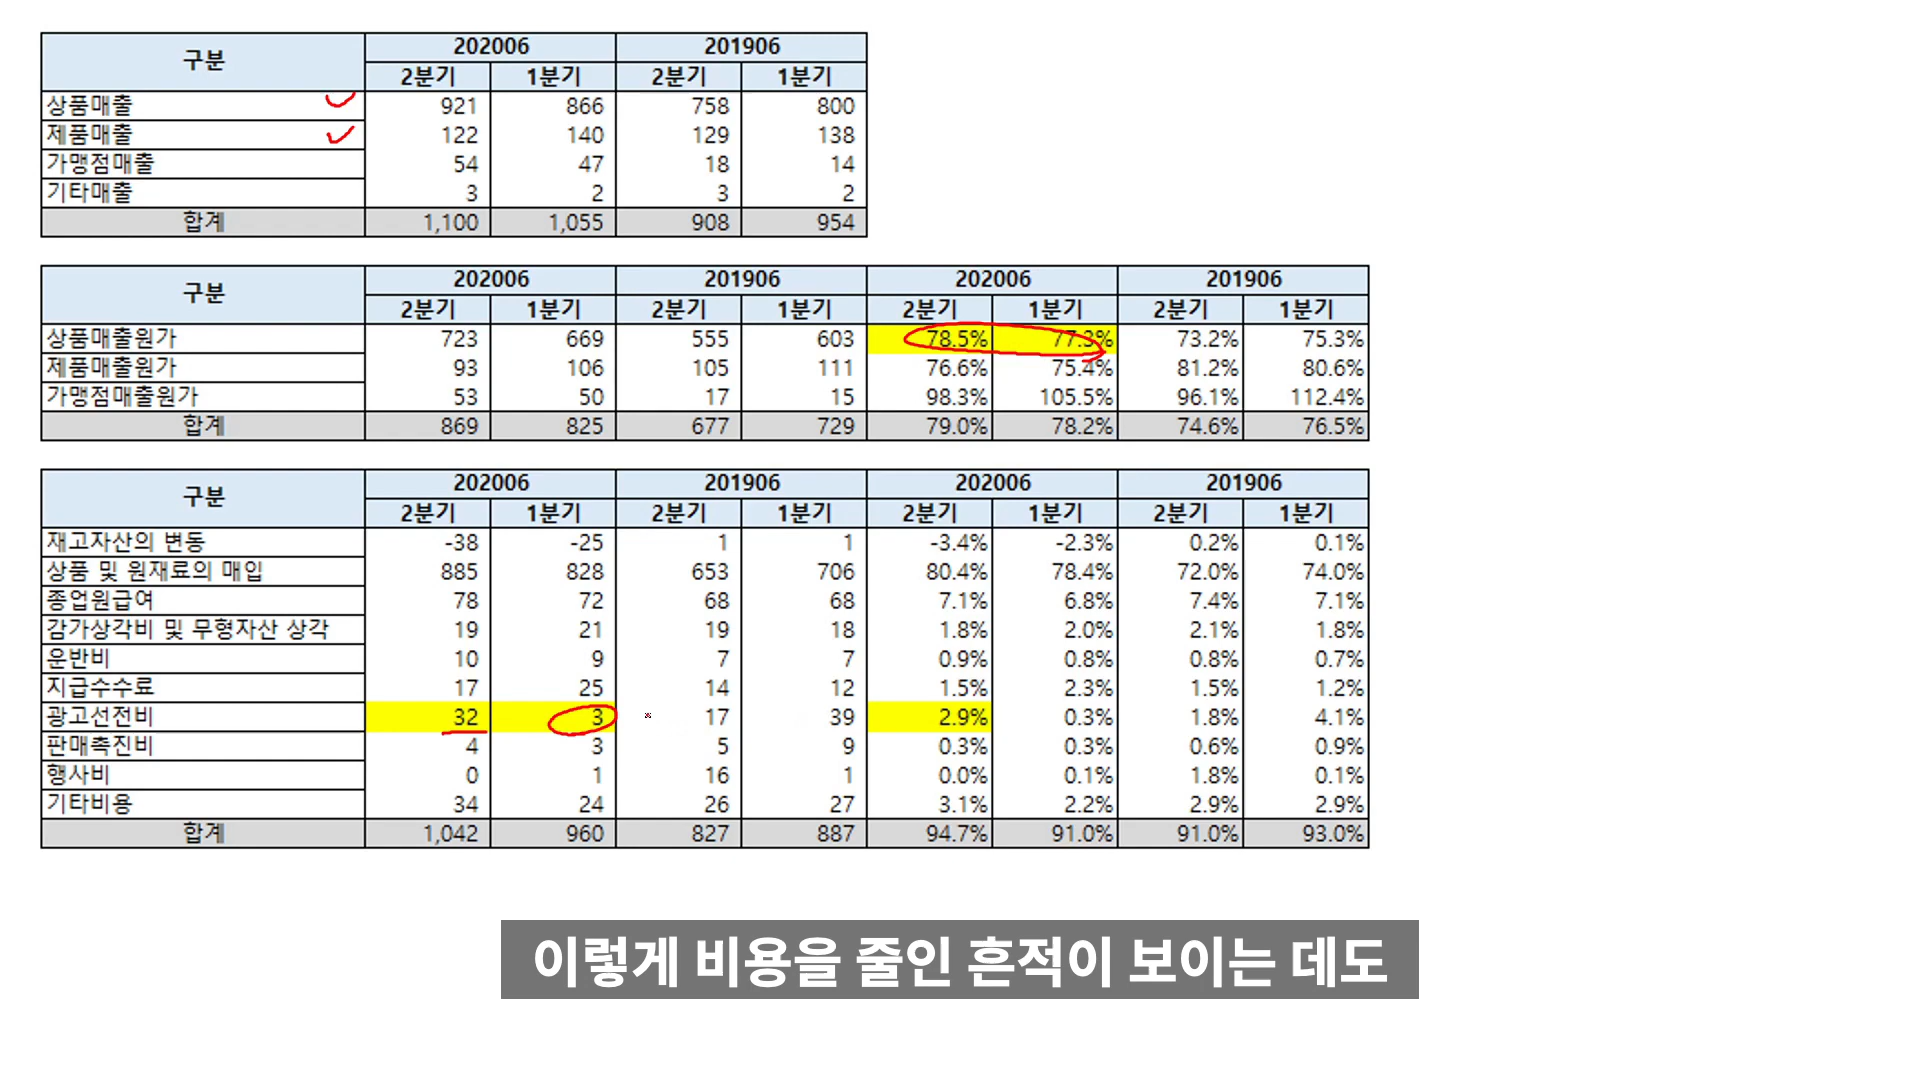 구분 202006 201906
2분기 1분기 2분기 1분기
상품매출 921 866 758 800
제품매출 122 140 129 138
가맹점매출 54 47 18 14
기타매출 3 2 3 2
합계 1,100 1,055 908 954
구분 202006 201906 202006 201906
2분기 1분기 2분기 1분기 2분기 1분기 2분기 1분기
상품매출원가 723 669 555 603 78.5% 77.3% 73.2% 75.3%
제품매출원가 93 106 105 111 76.6% 75.4% 81.2% 80.6%
가맹점매출원가 53 50 17 15 98.3% 105.5% 96.1% 112.4%
합계 869 825 677 729 79.0% 78.2% 74.6% 76.5%
구분 202006 201906 202006 201906
2분기 1분기 2분기 1분기 2분기 1분기 2분기 1분기
재고자산의 변동 -38 -25 1 1 -3.4% -2.3% 0.2% 0.1%
상품 및 원재료의 매입 885 828 653 706 80.4% 78.4% 72.0% 74.0%
종업원급여 78 72 68 68 7.1% 6.8% 7.4% 7.1%
감가상각비 및 무형자산 상각 19 21 19 18 1.8% 2.0% 2.1% 1.8%
운반비 10 9 7 7 0.9% 0.8% 0.8% 0.7%
지급수수료 17 25 14 12 1.5% 2.3% 1.5% 1.2%
광고선전비 32 3 17 39 2.9% 0.3% 1.8% 4.1%
판매촉진비 4 3 5 9 0.3% 0.3% 0.6% 0.9%
행사비 0 1 16 1 0.0% 0.1% 1.8% 0.1%
기타비용 34 24 26 27 3.1% 2.2% 2.9% 2.9%
합계 1,042 960 827 887 94.7% 91.0% 91.0% 93.0%
이렇게 비용을 줄인 흔적이 보이는 데도